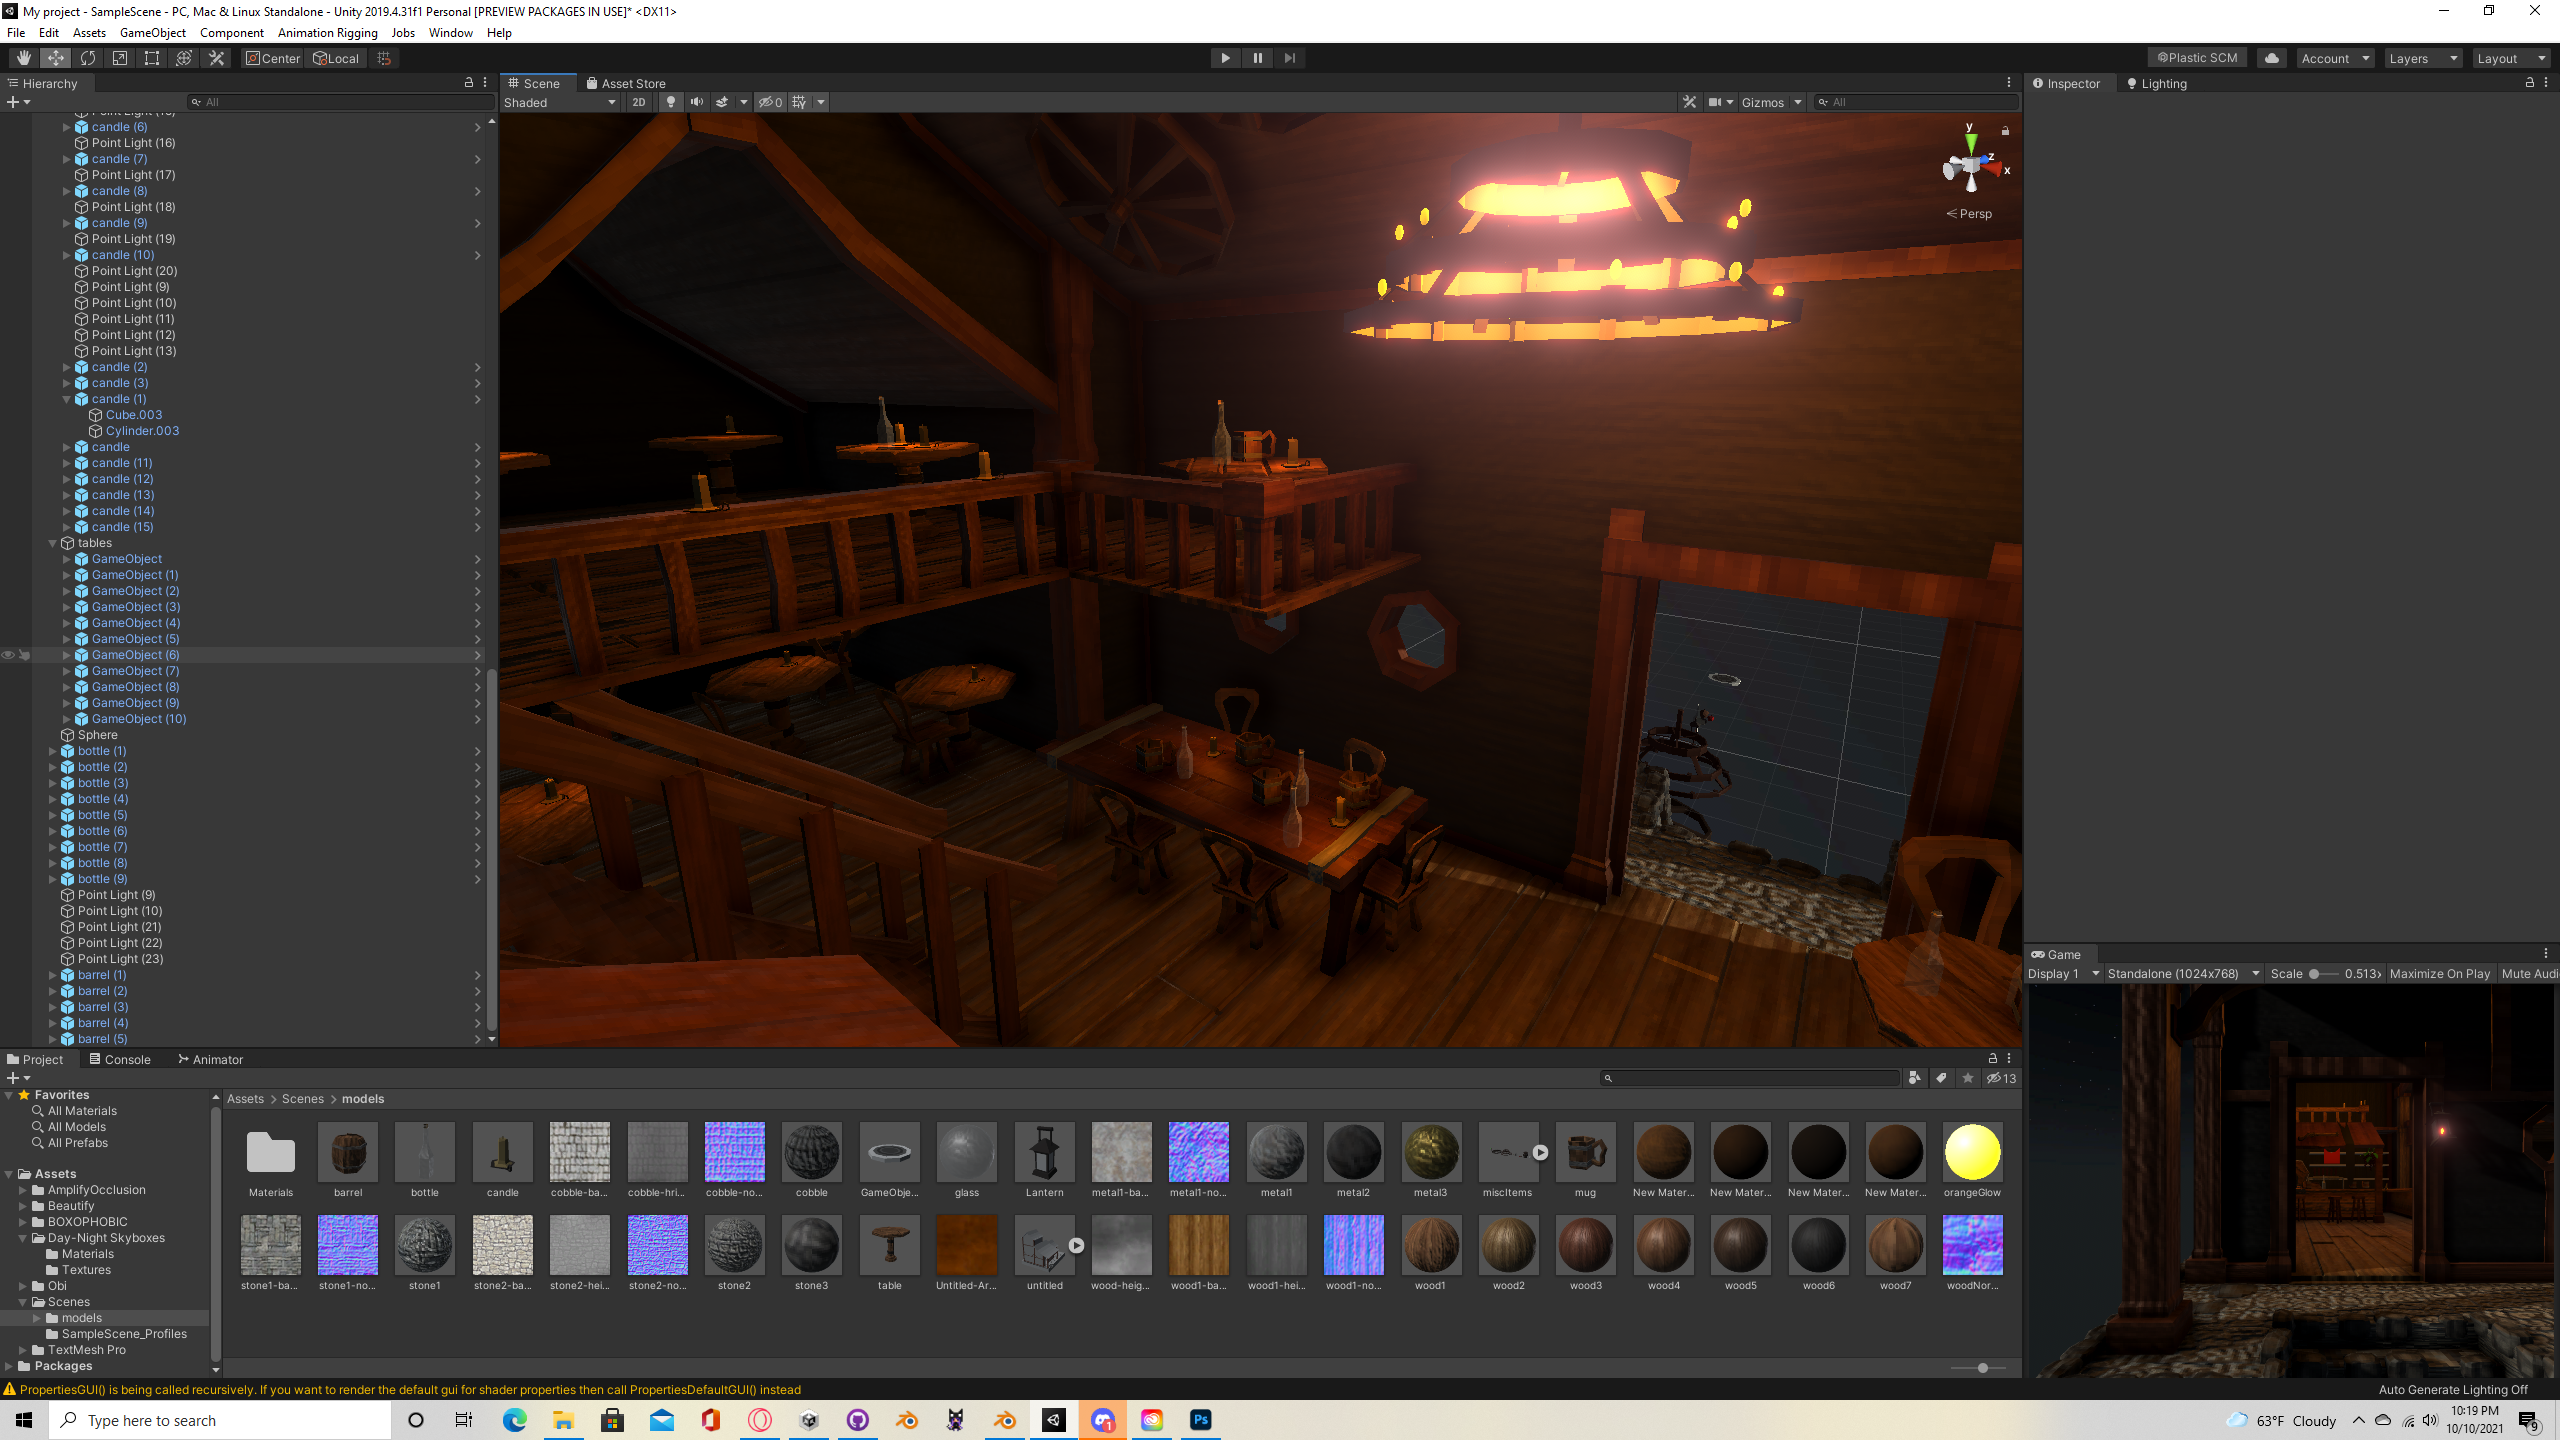 My project - SampleScene - PC, Mac & Linux Standalone - Unity 2019.4.31f1 Personal [PREVIEW PACKAGES IN USE]* <DX11>
File Edit Assets GameObject Component Animation Rigging Jobs Window Help
Center Local Plastic SCM Account Layers Layout
Hierarchy Scene Asset Store Inspector Lighting
All Shaded 2D 0 Gizmos All
candle (6)
Point Light (16)
candle (7)
Point Light (17)
candle (8)
Point Light (18)
candle (9)
Point Light (19)
candle (10)
Point Light (20)
Point Light (9)
Point Light (10)
Point Light (11)
Point Light (12)
Point Light (13)
candle (2)
candle (3)
candle (1)
Cube.003
Cylinder.003
candle
candle (11)
candle (12)
candle (13)
candle (14)
candle (15)
tables
GameObject
GameObject (1)
GameObject (2)
GameObject (3)
GameObject (4)
GameObject (5)
GameObject (6)
GameObject (7)
GameObject (8)
GameObject (9)
GameObject (10)
Sphere
bottle (1)
bottle (2)
bottle (3)
bottle (4)
bottle (5)
bottle (6)
bottle (7)
bottle (8)
bottle (9)
Point Light (9)
Point Light (10)
Point Light (21)
Point Light (22)
Point Light (23)
barrel (1)
barrel (2)
barrel (3)
barrel (4)
barrel (5)
y
z
x
Persp
Game
Display 1 Standalone (1024x768) Scale 0.513x Maximize On Play Mute Audi
Project Console Animator
13
Favorites
All Materials
All Models
All Prefabs
Assets
AmplifyOcclusion
Beautify
BOXOPHOBIC
Day-Night Skyboxes
Materials
Textures
Obi
Scenes
models
SampleScene_Profiles
TextMesh Pro
Packages
Assets > Scenes > models
Materials barrel bottle candle cobble-ba... cobble-hri... cobble-no... cobble GameObje... glass Lantern metal1-ba... metal1-no... metal1 metal2 metal3 miscItems mug New Mater... New Mater... New Mater... New Mater... orangeGlow
stone1-ba... stone1-no... stone1 stone2-ba... stone2-hei... stone2-no... stone2 stone3 table Untitled-Ar... untitled wood-heig... wood1-ba... wood1-hei... wood1-no... wood1 wood2 wood3 wood4 wood5 wood6 wood7 woodNor...
PropertiesGUI() is being called recursively. If you want to render the default gui for shader properties then call PropertiesDefaultGUI() instead
Auto Generate Lighting Off
Type here to search
1
Ps
63°F Cloudy
10:19 PM
10/10/2021
9